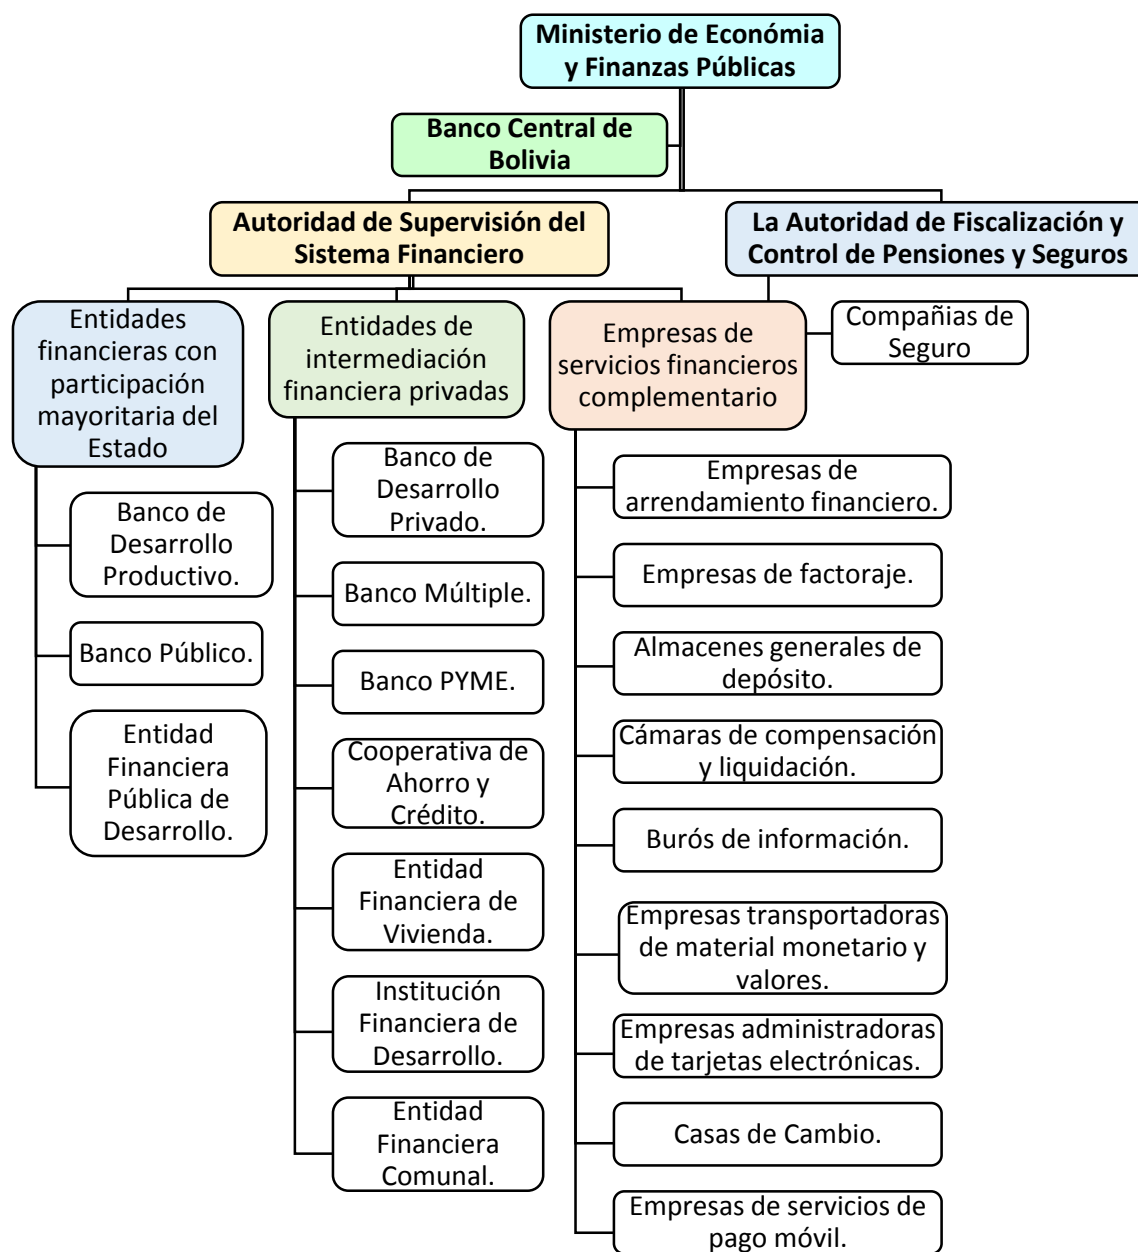 Ministerio de Económia
y Finanzas Públicas
Banco Central de
Bolivia
Autoridad de Supervisión del
Sistema Financiero
La Autoridad de Fiscalización y
Control de Pensiones y Seguros
Entidades
financieras con
participación
mayoritaria del
Estado
Banco de
Desarrollo
Productivo.
Banco Público.
Entidad
Financiera
Pública de
Desarrollo.
Entidades de
intermediación
financiera privadas
Banco de
Desarrollo
Privado.
Banco Múltiple.
Banco PYME.
Cooperativa de
Ahorro y
Crédito.
Entidad
Financiera de
Vivienda.
Institución
Financiera de
Desarrollo.
Entidad
Financiera
Comunal.
Empresas de
servicios financieros
complementario
Empresas de
arrendamiento financiero.
Empresas de factoraje.
Almacenes generales de
depósito.
Cámaras de compensación
y liquidación.
Burós de información.
Empresas transportadoras
de material monetario y
valores.
Empresas administradoras
de tarjetas electrónicas.
Casas de Cambio.
Empresas de servicios de
pago móvil.
Compañias de
Seguro